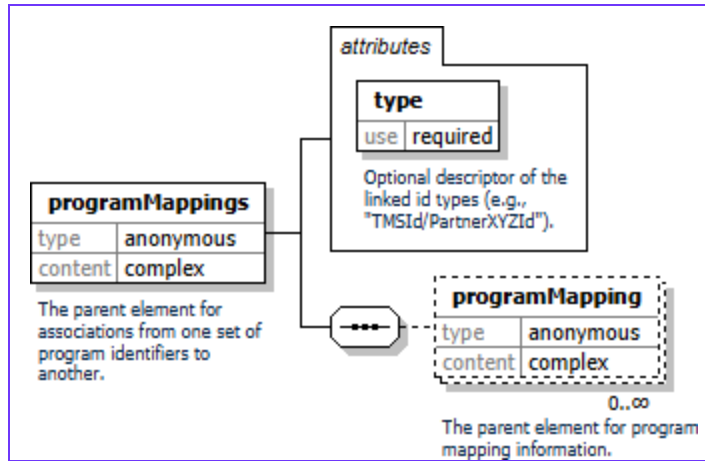 attributes
type
use required
Optional descriptor of the
linked id types (e.g.,
"TMSId/PartnerXYZId").
programMappings
type anonymous
content complex
The parent element for
associations from one set of
program identifiers to
another.
programMapping
type anonymous
content complex
0..∞
The parent element for program
mapping information.